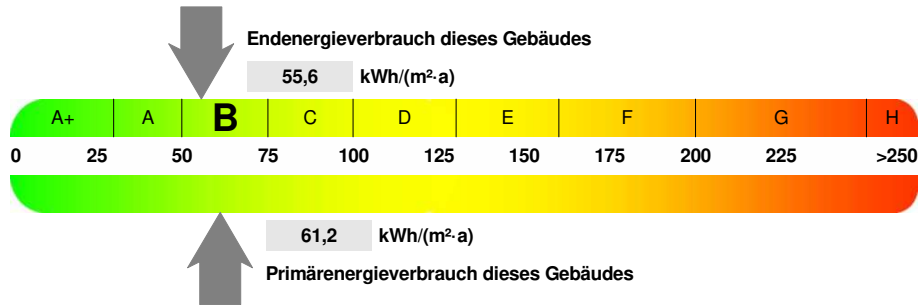 Endenergieverbrauch dieses Gebäudes
55,6 kWh/(m²·a)
A+ A B C D E F G H
0 25 50 75 100 125 150 175 200 225 >250
61,2 kWh/(m²·a)
Primärenergieverbrauch dieses Gebäudes